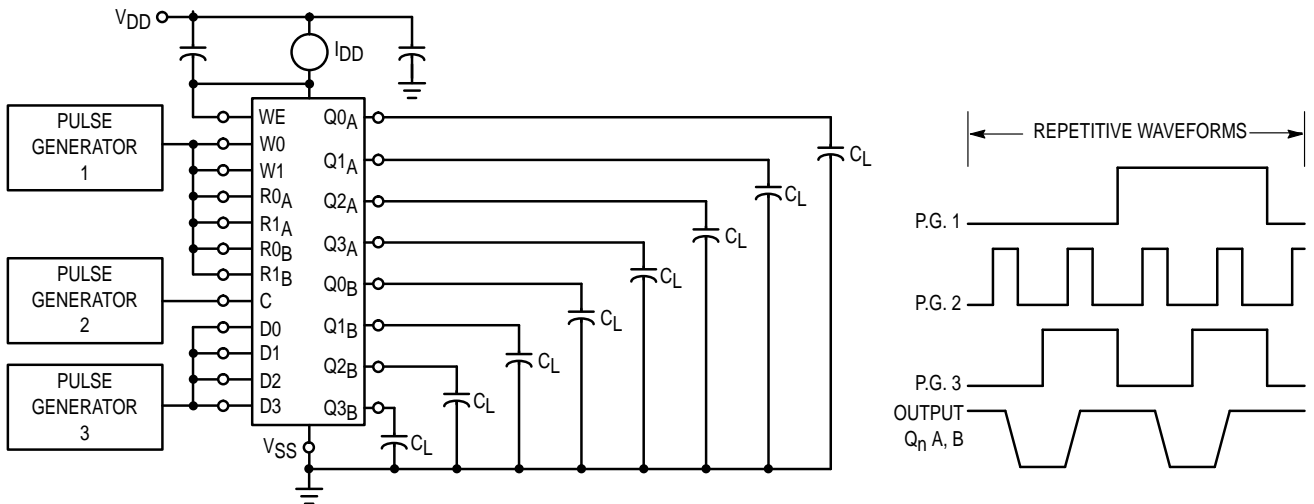 VDD
IDD
PULSE
GENERATOR
1
PULSE
GENERATOR
2
PULSE
GENERATOR
3
WE
W0
W1
R0A
R1A
R0B
R1B
C
D0
D1
D2
D3
Q0A
Q1A
Q2A
Q3A
Q0B
Q1B
Q2B
Q3B
VSS
CL
CL
CL
CL
CL
CL
CL
CL
REPETITIVE WAVEFORMS
P.G. 1
P.G. 2
P.G. 3
OUTPUT
Qn A, B